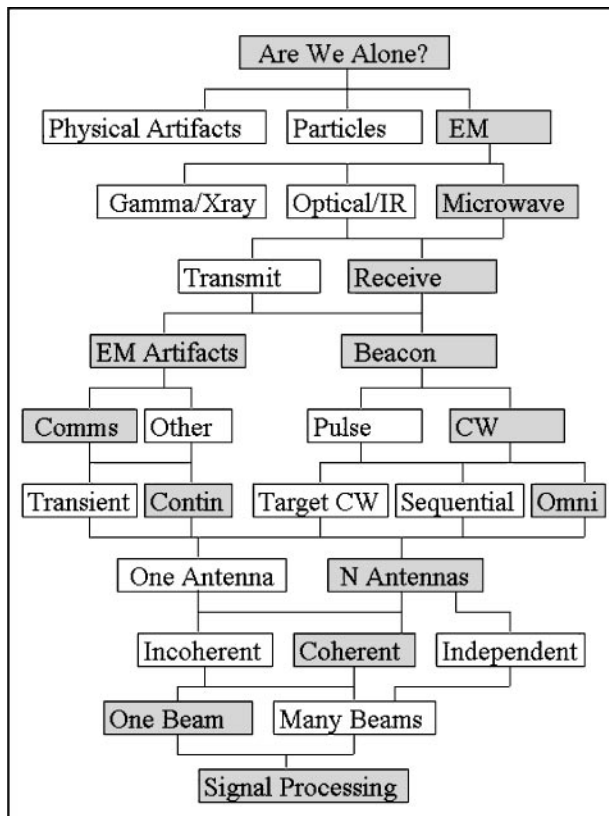 Are We Alone?
Physical Artifacts Particles EM
Gamma/Xray Optical/IR Microwave
Transmit Receive
EM Artifacts Beacon
Comms Other Pulse CW
Transient Contin Target CW Sequential Omni
One Antenna N Antennas
Incoherent Coherent Independent
One Beam Many Beams
Signal Processing